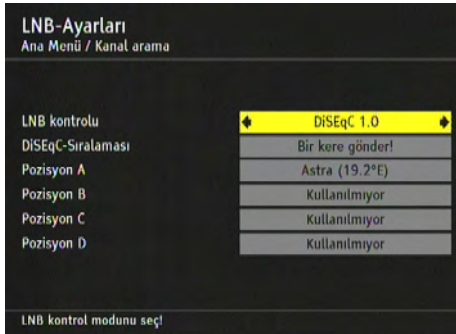 LNB-Ayarları
Ana Menü / Kanal arama
LNB kontrolu DiSEqC 1.0
DiSEqC-Sıralaması Bir kere gönder!
Pozisyon A Astra (19.2°E)
Pozisyon B Kullanılmıyor
Pozisyon C Kullanılmıyor
Pozisyon D Kullanılmıyor
LNB kontrol modunu seç!